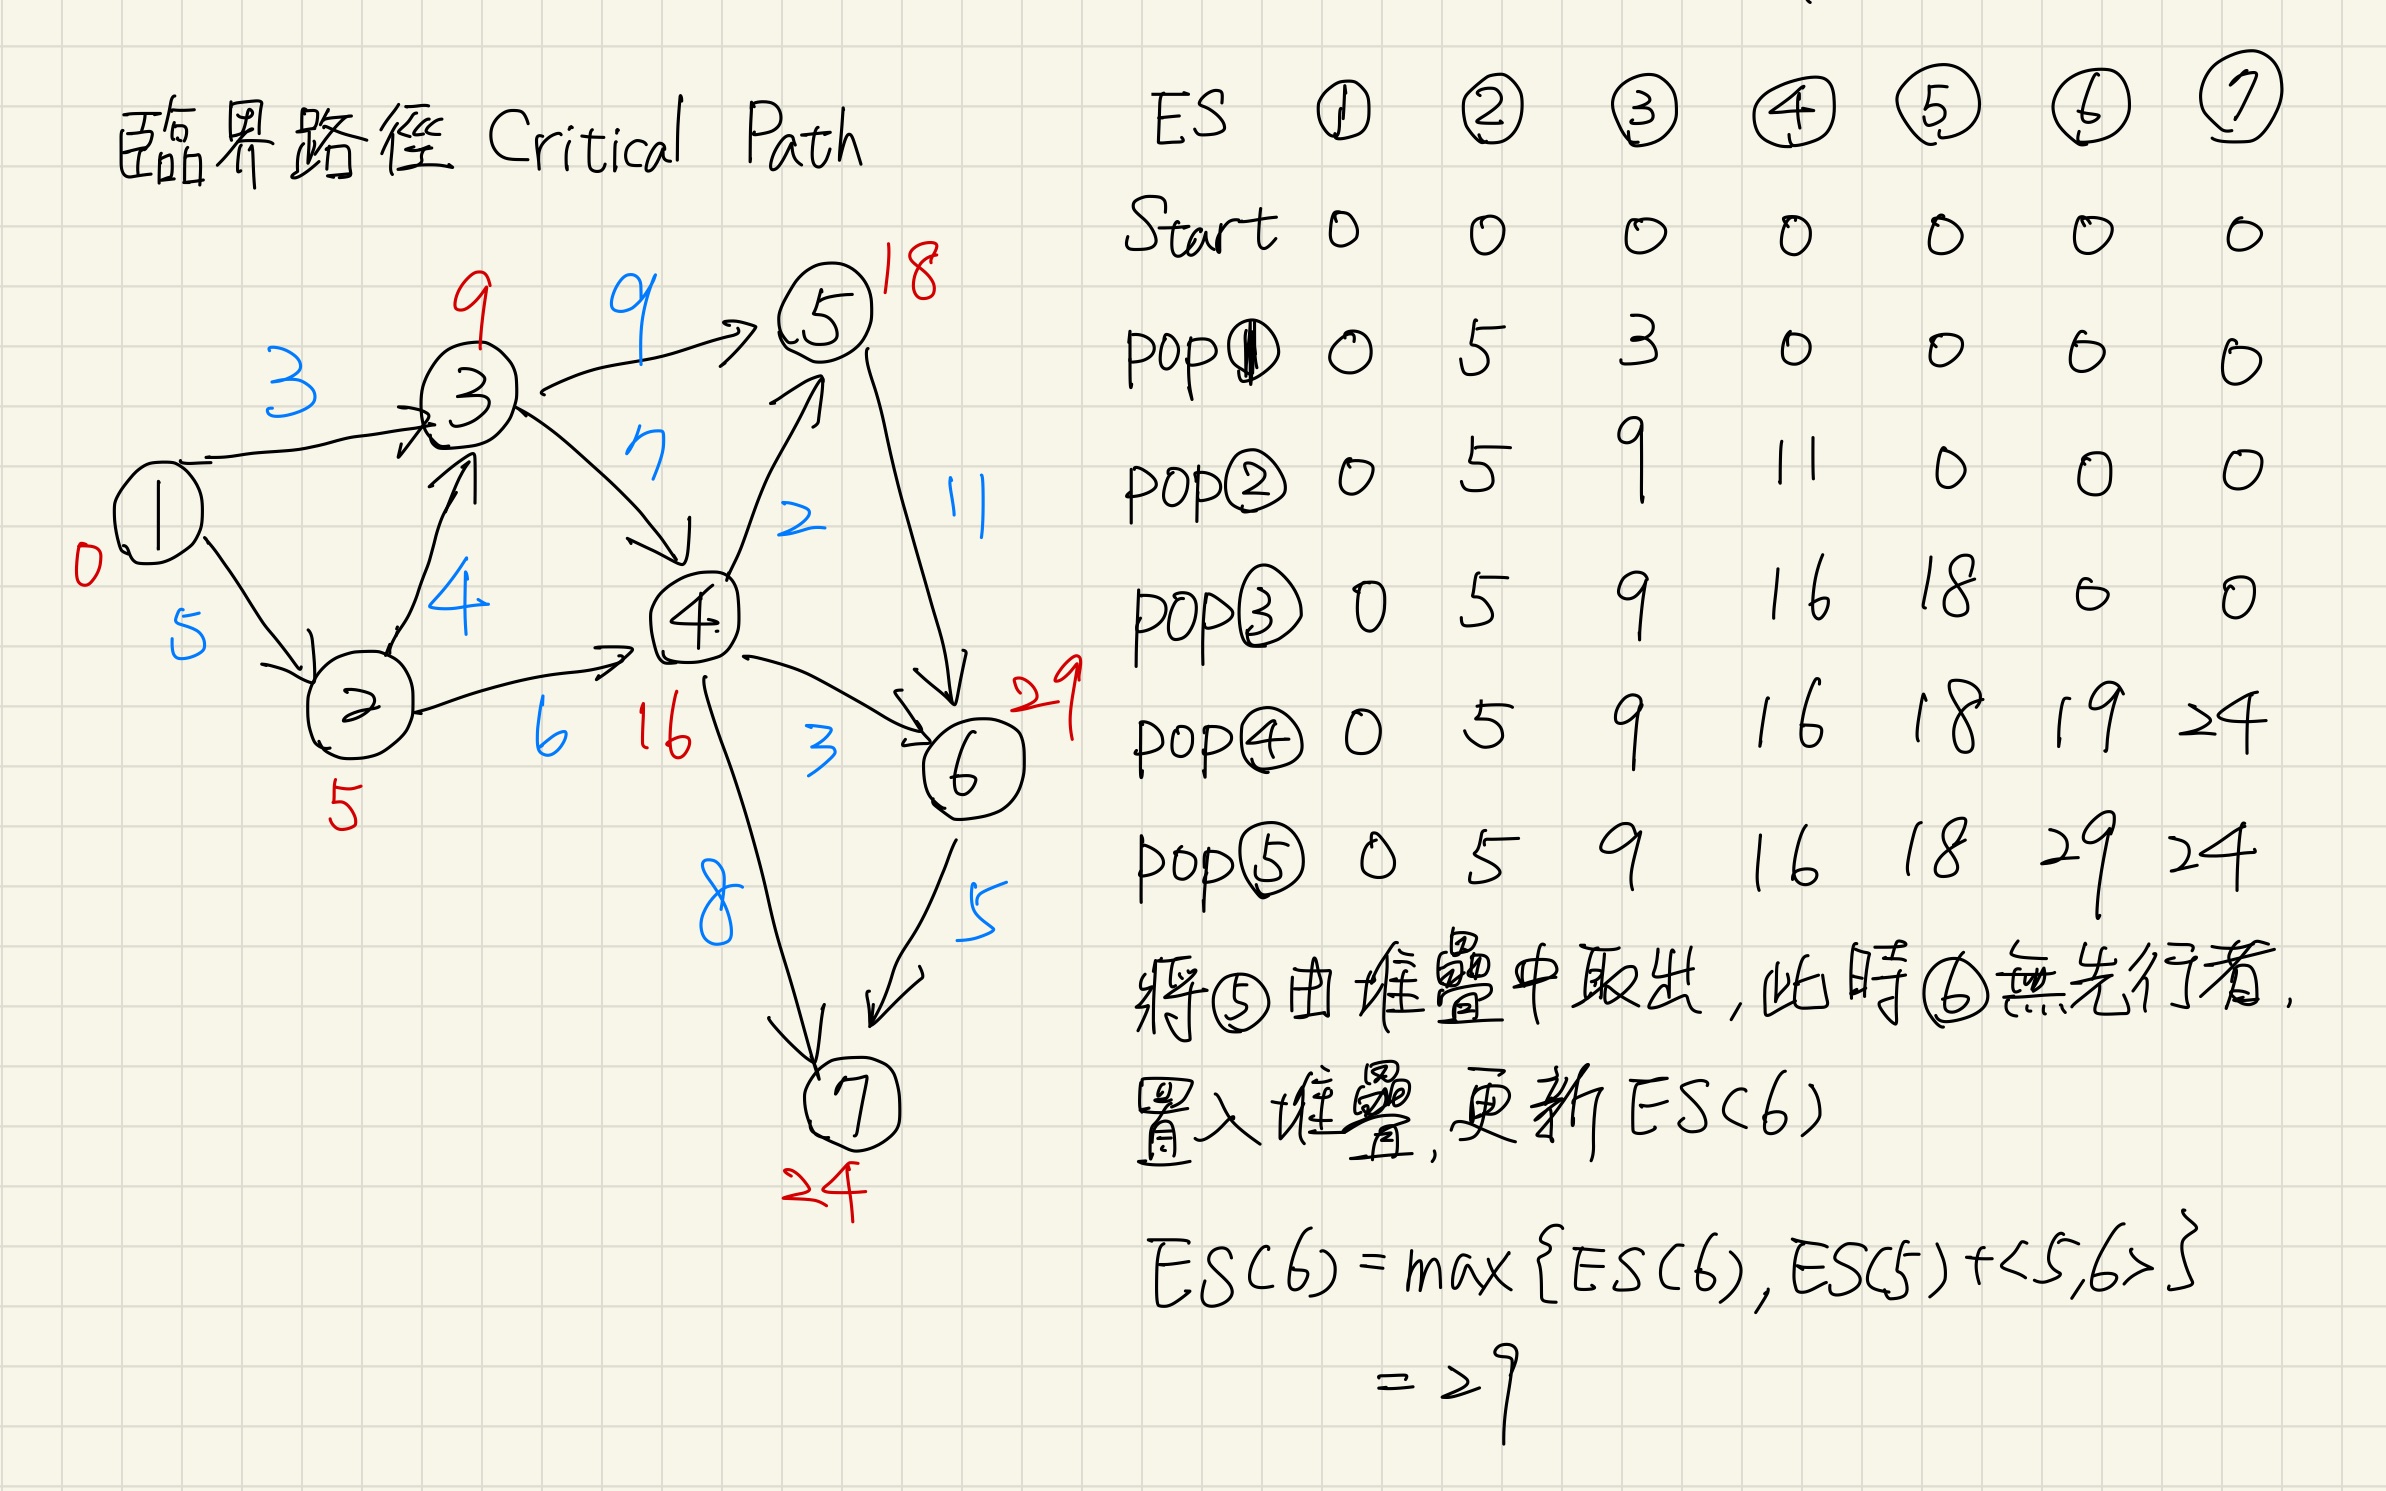 臨界路徑 Critical Path
3
9
9
5
18
3
7
2
11
1
0
5
4
4
2
6
16
3
6
29
5
8
5
7
24
ES ① ② ③ ④ ⑤ ⑥ ⑦
Start 0 0 0 0 0 0 0
pop① 0 5 3 0 0 0 0
pop② 0 5 9 11 0 0 0
pop③ 0 5 9 16 18 0 0
pop④ 0 5 9 16 18 19 24
pop⑤ 0 5 9 16 18 29 24
將⑤由堆疊中取出,此時⑥無先行者,
置入堆疊,更新ES(6)
ES(6)=max{ES(6),ES(5)+<5,6>}
=29